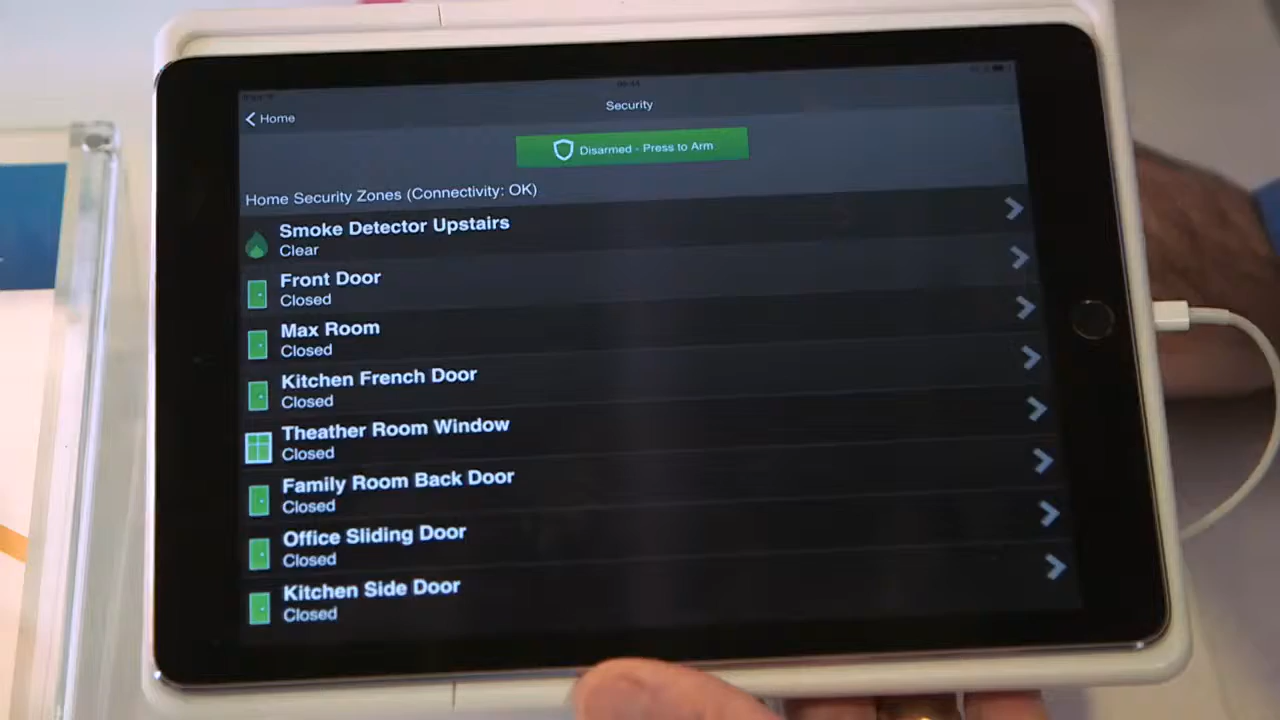 Home
Security
Disarmed - Press to Arm
Home Security Zones (Connectivity: OK)
Smoke Detector Upstairs
Clear
Front Door
Closed
Max Room
Closed
Kitchen French Door
Closed
Theather Room Window
Closed
Family Room Back Door
Closed
Office Sliding Door
Closed
Kitchen Side Door
Closed